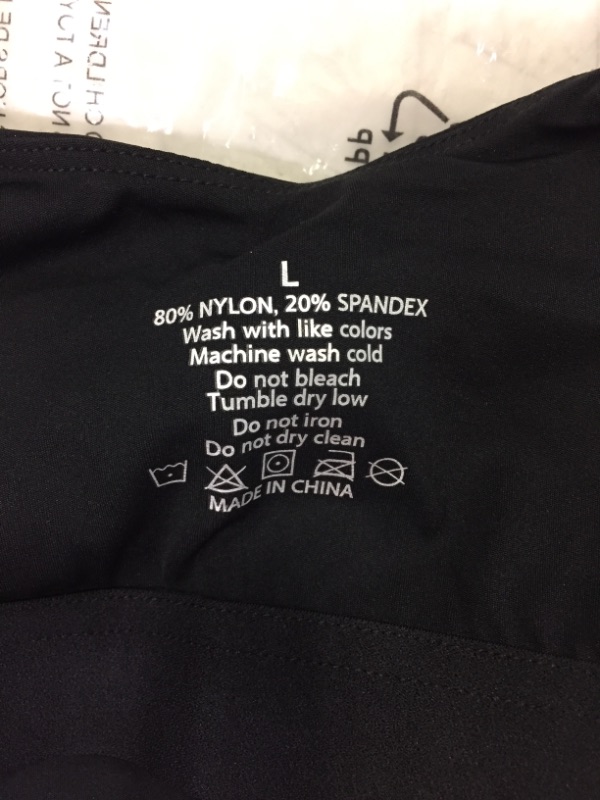 L
80% NYLON, 20% SPANDEX
Wash with like colors
Machine wash cold
Do not bleach
Tumble dry low
Do not iron
Do not dry clean
MADE IN CHINA
PP